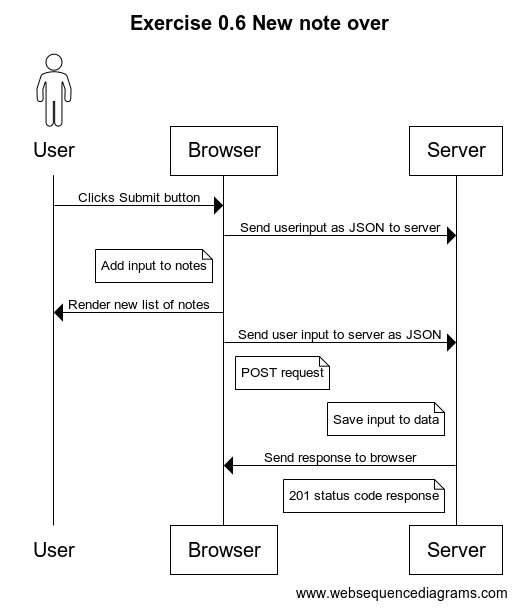 Exercise 0.6 New note over
User
Browser
Server
Clicks Submit button
Send userinput as JSON to server
Add input to notes
Render new list of notes
Send user input to server as JSON
POST request
Save input to data
Send response to browser
201 status code response
User
Browser
Server
www.websequencediagrams.com